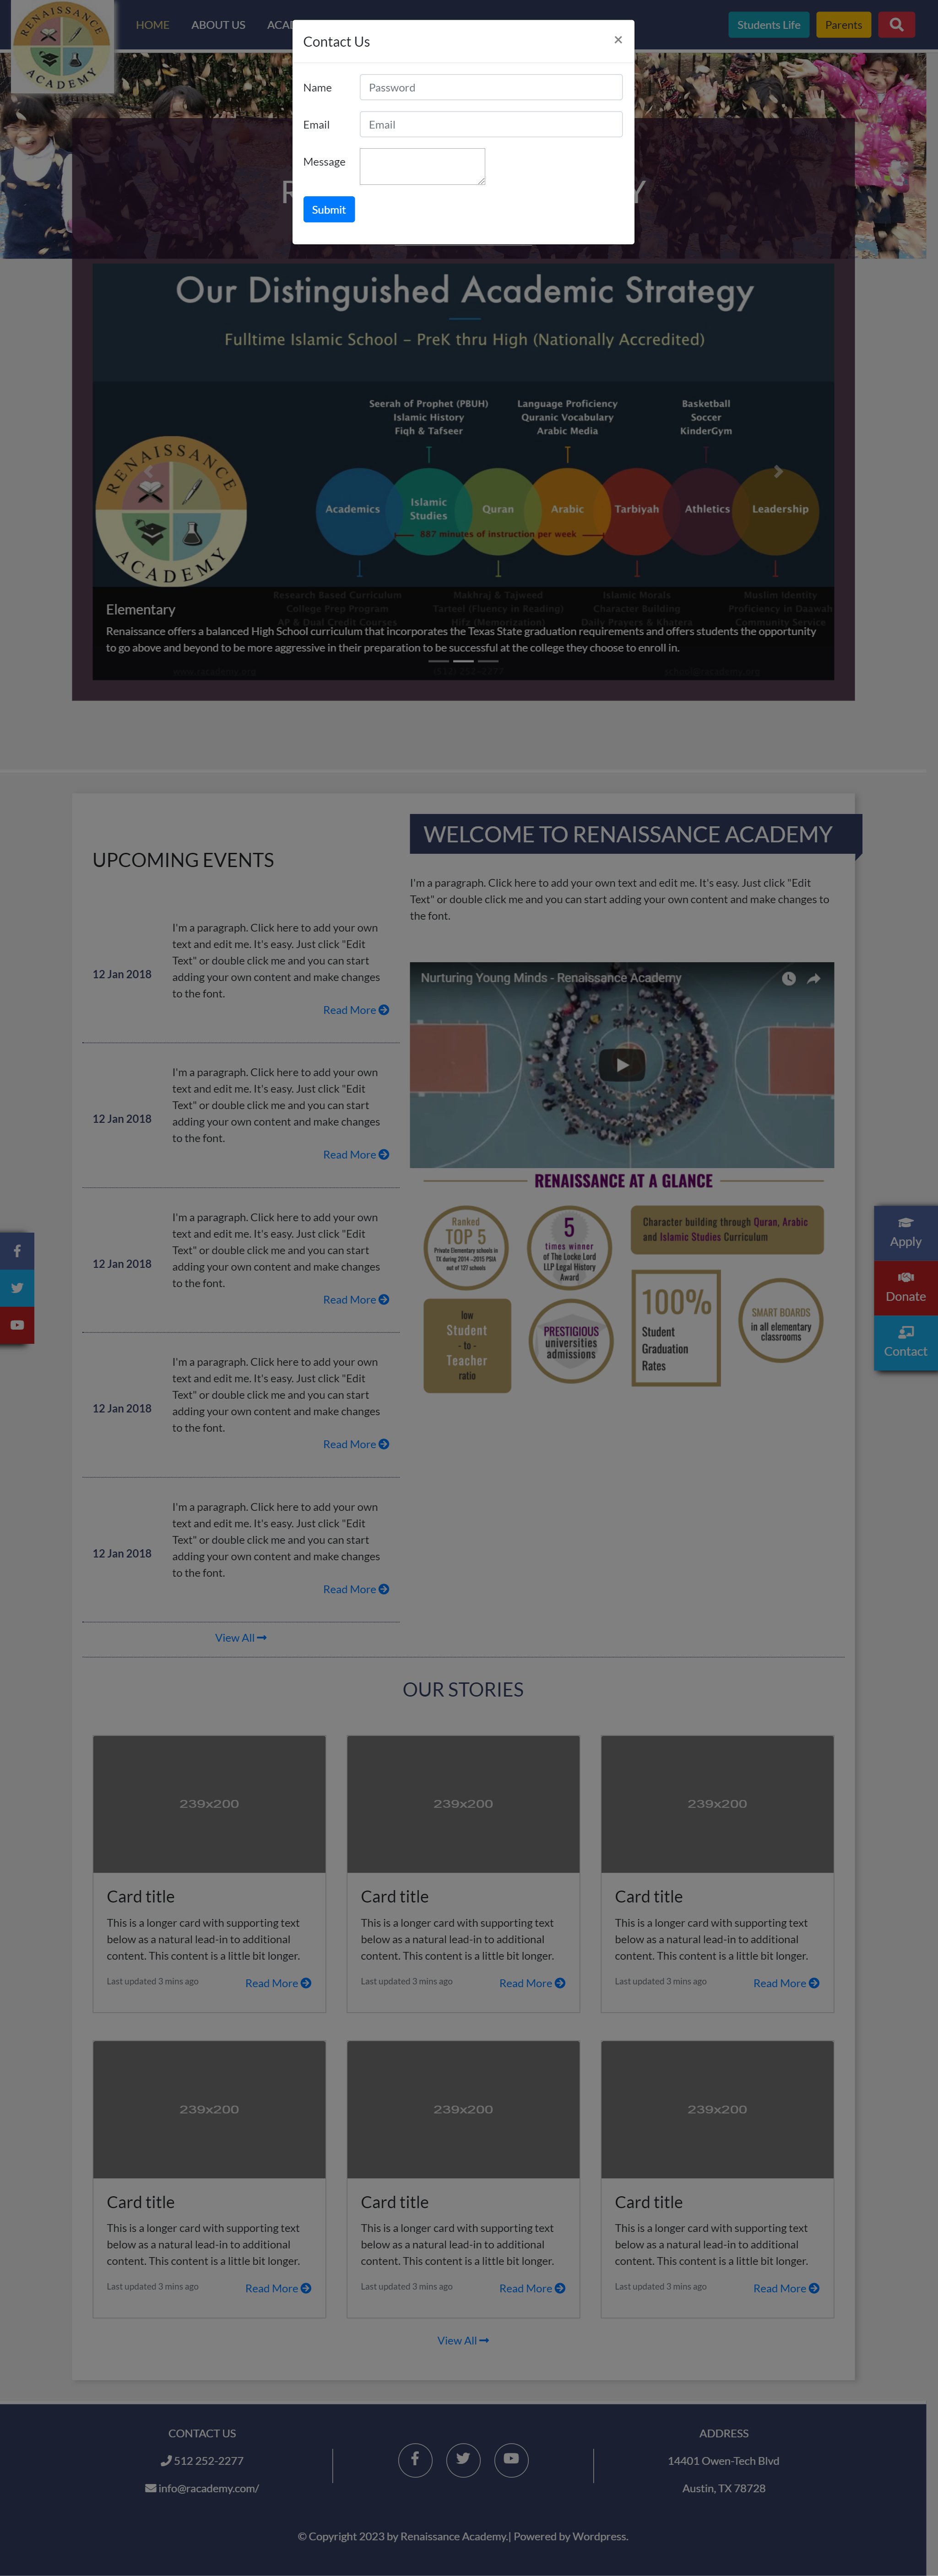 RENAISSANCE
ACADEMY
HOME
ABOUT US
Students Life
Parents
Contact Us
×
Name
Password
Email
Email
Message
Submit
Our Distinguished Academic Strategy
Fulltime Islamic School – PreK thru High (Nationally Accredited)
Seerah of Prophet (PBUH)
Islamic History
Fiqh & Tafseer
Language Proficiency
Quranic Vocabulary
Arabic Media
Basketball
Soccer
KinderGym
RENAISSANCE
ACADEMY
Academics
Islamic
Studies
Quran
Arabic
Tarbiyah
Athletics
Leadership
887 minutes of instruction per week
Research Based Curriculum
College Prep Program
AP & Dual Credit Courses
Makhraj & Tajweed
Tarteel (Fluency in Reading)
Hifz (Memorization)
Islamic Morals
Character Building
Daily Prayers & Khatera
Muslim Identity
Proficiency in Daawah
Community Service
Elementary
Renaissance offers a balanced High School curriculum that incorporates the Texas State graduation requirements and offers students the opportunity
to go above and beyond to be more aggressive in their preparation to be successful at the college they choose to enroll in.
UPCOMING EVENTS
12 Jan 2018
I'm a paragraph. Click here to add your own
text and edit me. It's easy. Just click "Edit
Text" or double click me and you can start
adding your own content and make changes
to the font.
Read More
12 Jan 2018
I'm a paragraph. Click here to add your own
text and edit me. It's easy. Just click "Edit
Text" or double click me and you can start
adding your own content and make changes
to the font.
Read More
12 Jan 2018
I'm a paragraph. Click here to add your own
text and edit me. It's easy. Just click "Edit
Text" or double click me and you can start
adding your own content and make changes
to the font.
Read More
12 Jan 2018
I'm a paragraph. Click here to add your own
text and edit me. It's easy. Just click "Edit
Text" or double click me and you can start
adding your own content and make changes
to the font.
Read More
12 Jan 2018
I'm a paragraph. Click here to add your own
text and edit me. It's easy. Just click "Edit
Text" or double click me and you can start
adding your own content and make changes
to the font.
Read More
View All
WELCOME TO RENAISSANCE ACADEMY
I'm a paragraph. Click here to add your own text and edit me. It's easy. Just click "Edit
Text" or double click me and you can start adding your own content and make changes to
the font.
Nurturing Young Minds - Renaissance Academy
RENAISSANCE AT A GLANCE
Ranked
TOP 5
Private Elementary schools in
TX during 2014-2015 PSIA
out of 127 schools
5
times winner
of The Locke Lord
LLP Legal History
Award
Character building through Quran, Arabic
and Islamic Studies Curriculum
low
Student
- to -
Teacher
ratio
PRESTIGIOUS
universities
admissions
100%
Student
Graduation
Rates
SMART BOARDS
in all elementary
classrooms
Apply
Donate
Contact
OUR STORIES
239x200
Card title
This is a longer card with supporting text
below as a natural lead-in to additional
content. This content is a little bit longer.
Last updated 3 mins ago
Read More
239x200
Card title
This is a longer card with supporting text
below as a natural lead-in to additional
content. This content is a little bit longer.
Last updated 3 mins ago
Read More
239x200
Card title
This is a longer card with supporting text
below as a natural lead-in to additional
content. This content is a little bit longer.
Last updated 3 mins ago
Read More
239x200
Card title
This is a longer card with supporting text
below as a natural lead-in to additional
content. This content is a little bit longer.
Last updated 3 mins ago
Read More
239x200
Card title
This is a longer card with supporting text
below as a natural lead-in to additional
content. This content is a little bit longer.
Last updated 3 mins ago
Read More
239x200
Card title
This is a longer card with supporting text
below as a natural lead-in to additional
content. This content is a little bit longer.
Last updated 3 mins ago
Read More
View All
CONTACT US
512 252-2277
info@racademy.com/
ADDRESS
14401 Owen-Tech Blvd
Austin, TX 78728
© Copyright 2023 by Renaissance Academy.| Powered by Wordpress.